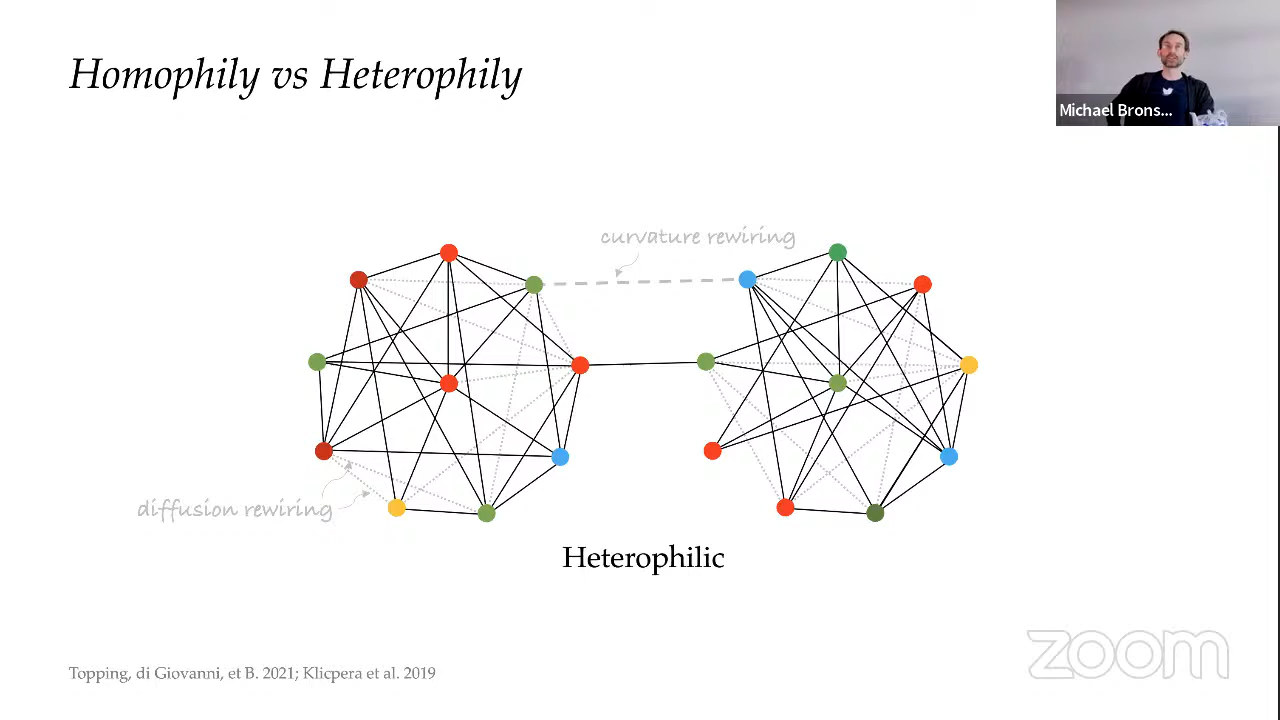 Homophily vs Heterophily
Michael Brons...
curvature rewiring
diffusion rewiring
Heterophilic
zoom
Topping, di Giovanni, et B. 2021; Klicpera et al. 2019